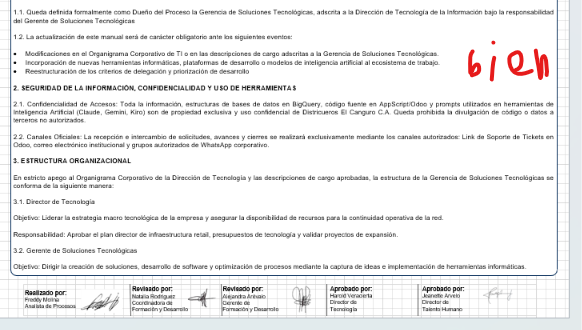 1.1. Queda definida formalmente como Dueño del Proceso la Gerencia de Soluciones Tecnológicas, adscrita a la Dirección de Tecnología de la Información bajo la responsabilidad
del Gerente de Soluciones Tecnológicas
1.2. La actualización de este manual será de carácter obligatorio ante los siguientes eventos:
• Modificaciones en el Organigrama Corporativo de TI o en las descripciones de cargo adscritas a la Gerencia de Soluciones Tecnológicas.
• Incorporación de nuevas herramientas informáticas, plataformas de desarrollo o modelos de inteligencia artificial al ecosistema de trabajo.
• Reestructuración de los criterios de delegación y priorización de desarrollo
bien
2. SEGURIDAD DE LA INFORMACIÓN, CONFIDENCIALIDAD Y USO DE HERRAMIENTAS
2.1. Confidencialidad de Accesos: Toda la información, estructuras de bases de datos en BigQuery, código fuente en AppScript/Odoo y prompts utilizados en herramientas de
Inteligencia Artificial (Claude, Gemini, Kiro) son de propiedad exclusiva y uso confidencial de Districueros El Canguro C.A. Queda prohibida la divulgación de código o datos a
terceros no autorizados.
2.2. Canales Oficiales: La recepción e intercambio de solicitudes, avances y cierres se realizará exclusivamente mediante los canales autorizados: Link de Soporte de Tickets en
Odoo, correo electrónico institucional y grupos autorizados de WhatsApp corporativo.
3. ESTRUCTURA ORGANIZACIONAL
En estricto apego al Organigrama Corporativo de la Dirección de Tecnología y las descripciones de cargo aprobadas, la estructura de la Gerencia de Soluciones Tecnológicas se
conforma de la siguiente manera:
3.1. Director de Tecnología
Objetivo: Liderar la estrategia macro tecnológica de la empresa y asegurar la disponibilidad de recursos para la continuidad operativa de la red.
Responsabilidad: Aprobar el plan director de infraestructura retail, presupuestos de tecnología y validar proyectos de expansión.
3.2. Gerente de Soluciones Tecnológicas
Objetivo: Dirigir la creación de soluciones, desarrollo de software y optimización de procesos mediante la captura de ideas e implementación de herramientas informáticas.
Realizado por:
Freddy Molina
Analista de Procesos
Revisado por:
Natalia Rodríguez
Coordinadora de
Formación y Desarrollo
Revisado por:
Alejandra
Gerente de
Formación y Desarrollo
Aprobado por:
Harold
Director de
Tecnología
Aprobado por:
Jeanette
Director de
Talento Humano